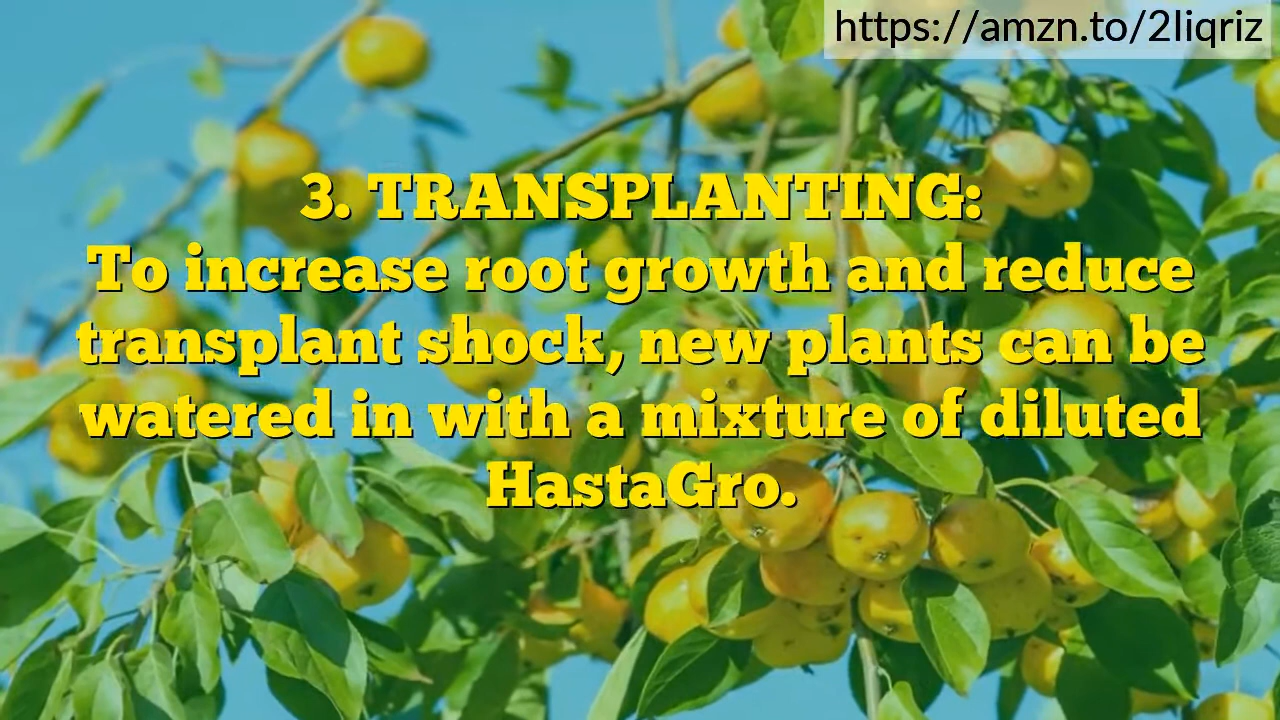 https://amzn.to/2liqriz
3. TRANSPLANTING:
To increase root growth and reduce
transplant shock, new plants can be
watered in with a mixture of diluted
HastaGro.